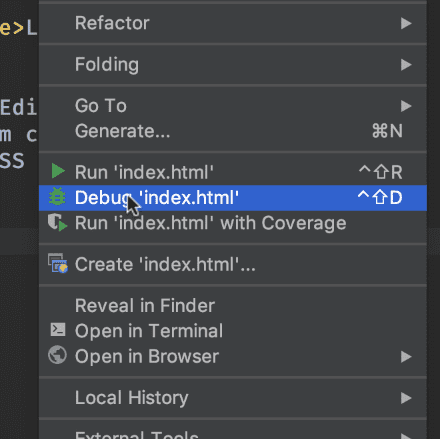 Refactor
e>L
Folding
Edi
Go To
m c
Generate... ⌘N
SS
Run 'index.html' ^⇧R
Debug 'index.html' ^⇧D
Run 'index.html' with Coverage
Create 'index.html'...
Reveal in Finder
Open in Terminal
Open in Browser
Local History
External Tools